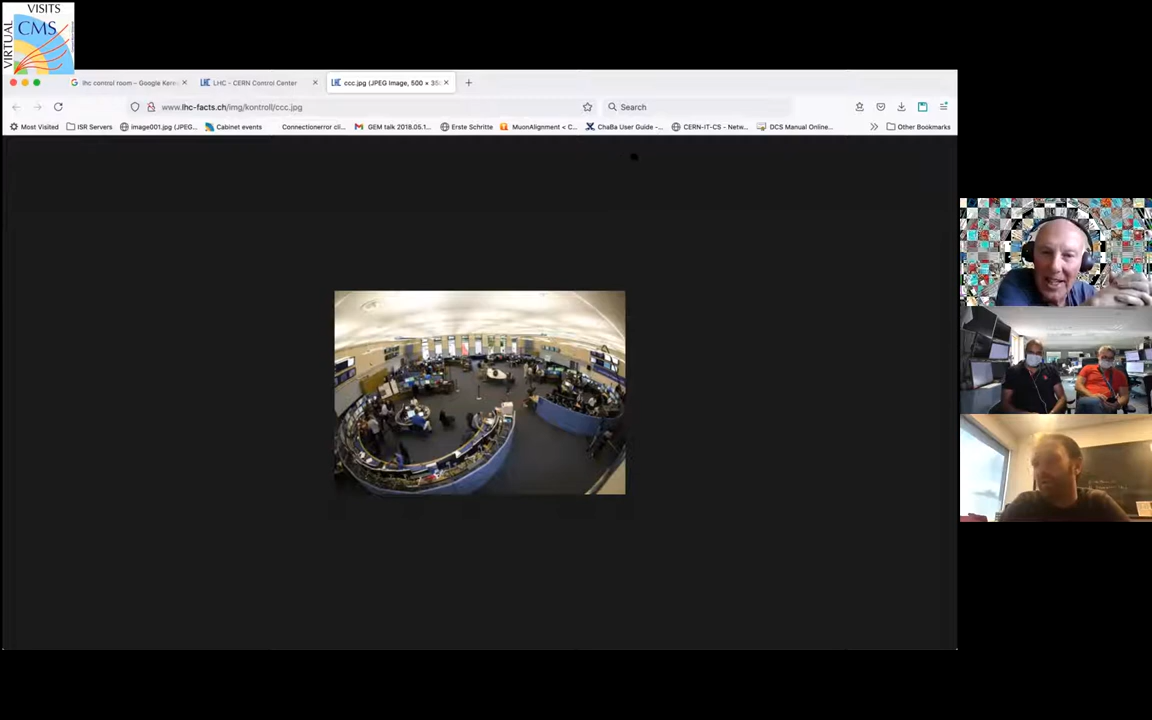 VISITS
CMS
VIRTUAL
lhc control room – Google Kere
LHC - CERN Control Center
ccc.jpg (JPEG Image, 500 × 35
www.lhc-facts.ch/img/kontroll/ccc.jpg
Search
Most Visited
ISR Servers
image001.jpg (JPEG...
Cabinet events
Connectionerror cli...
GEM talk 2018.05.1...
Erste Schritte
MuonAlignment < C...
ChaBa User Guide -...
CERN-IT-CS - Netw...
DCS Manual Online...
Other Bookmarks